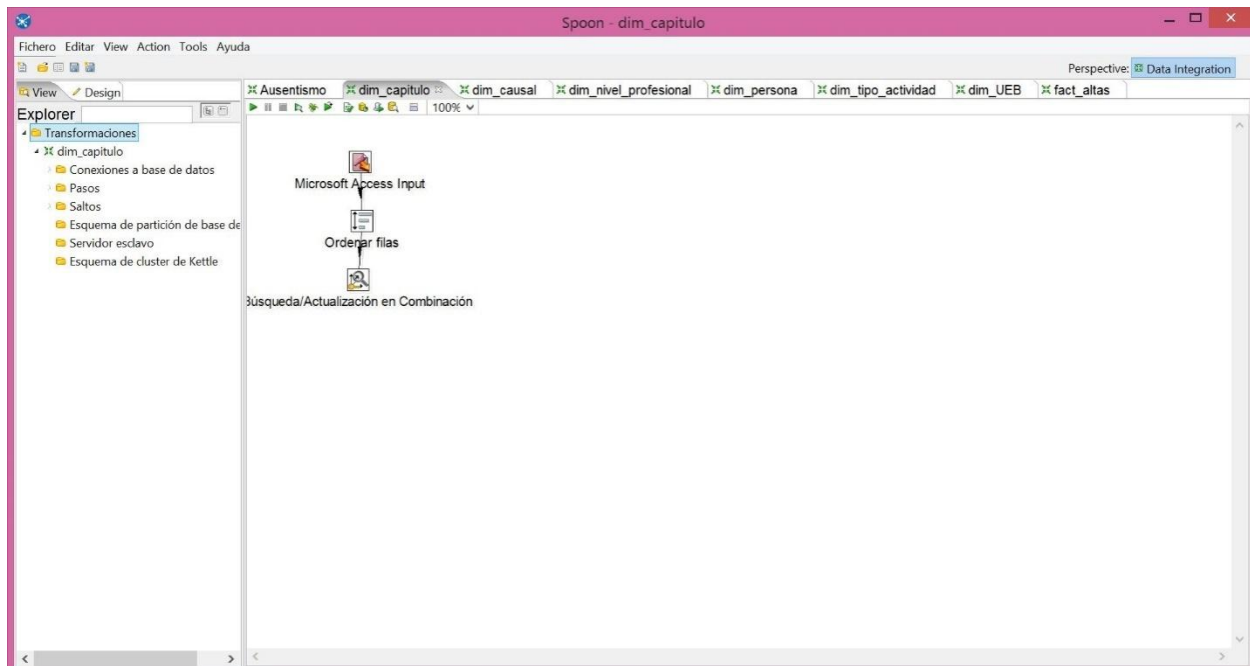 Spoon - dim_capitulo
Fichero Editar View Action Tools Ayuda
Perspective: Data Integration
View Design
Ausentismo dim_capitulo dim_causal dim_nivel_profesional dim_persona dim_tipo_actividad dim_UEB fact_altas
Explorer
100%
Transformaciones
dim_capitulo
Conexiones a base de datos
Pasos
Saltos
Esquema de partición de base de
Servidor esclavo
Esquema de cluster de Kettle
Microsoft Access Input
Ordenar filas
Búsqueda/Actualización en Combinación